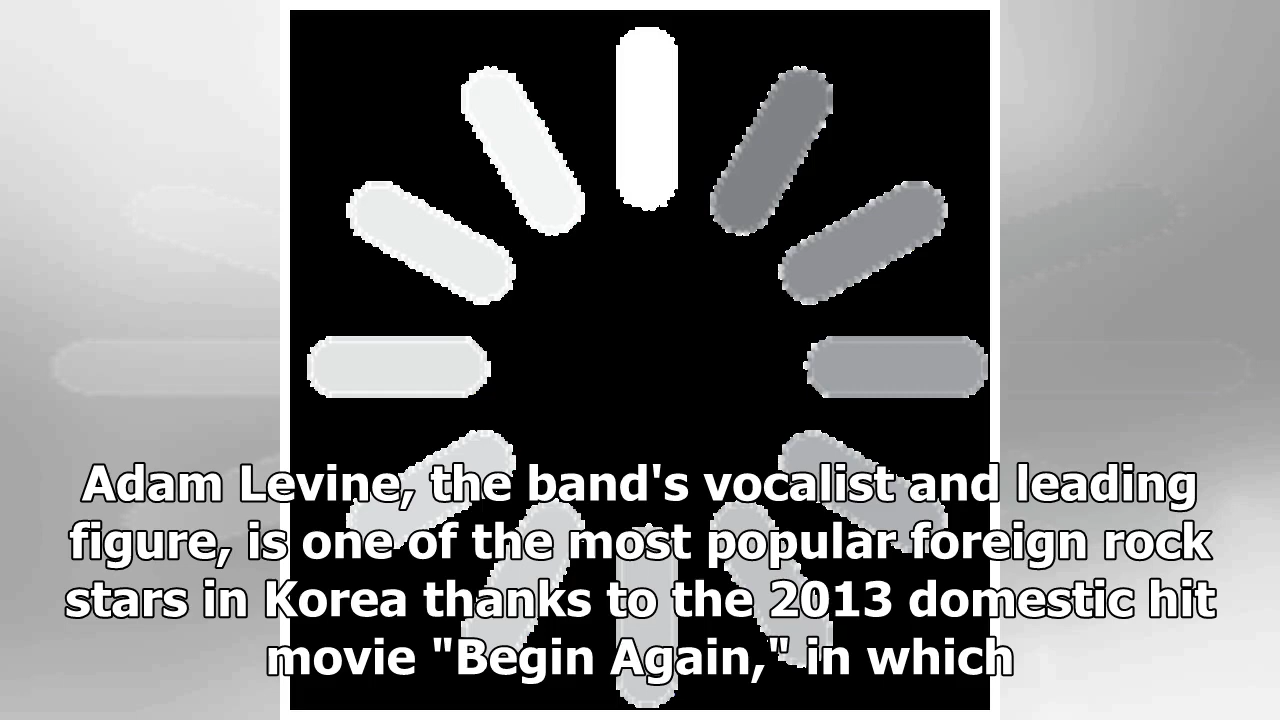 Adam Levine, the band's vocalist and leading
figure, is one of the most popular foreign rock
stars in Korea thanks to the 2013 domestic hit
movie "Begin Again," in which